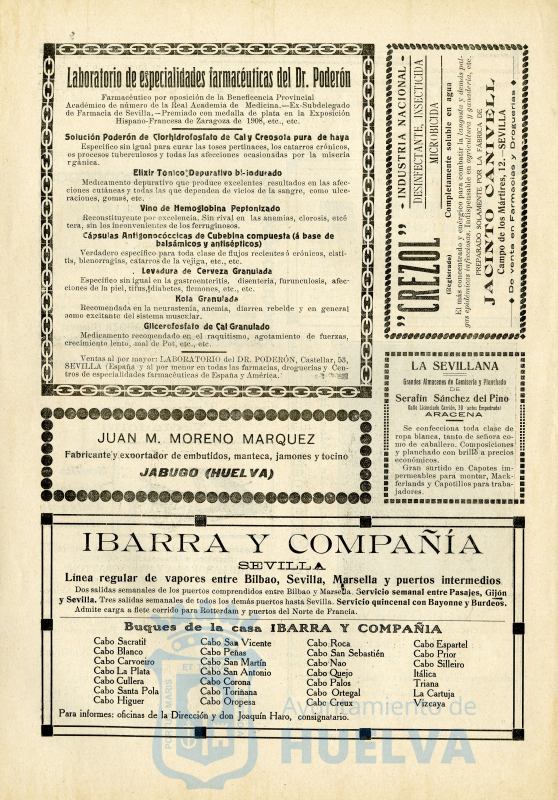 Laboratorio de especialidades farmacéuticas del Dr. Poderón
Farmacéutico por oposición de la Beneficencia Provincial
Académico de número de la Real Academia de Medicina.—Ex-Subdelegado
de Farmacia de Sevilla.—Premiado con medalla de plata en la Exposición
Hispano-Francesa de Zaragoza de 1908, etc., etc.
Solución Poderón de Clorhidrofosfato de Cal y Creosota pura de haya
Específico sin igual para curar las toses pertinaces, los catarros crónicos,
es procesos tuberculosos y todas las afecciones ocasionadas por la miseria
rgánica.
Elixir Tónico Depurativo bi-iodurado
Medicamento depurativo que produce excelentes resultados en las afec-
ciones cutáneas y todas las que dependen de vicios de la sangre, como ulce-
raciones, gomas, etc.
Vino de Hemoglobina Peptonizado
Reconstituyente por excelencia. Sin rival en las anemias, clorosis, etcé
tera, sin los inconvenientes de los ferruginosos.
Cápsulas Antigonocóccicas de Cubebina compuesta (á base de
balsámicos y antisépticos)
Verdadero específico para toda clase de flujos recientes ó crónicos, cisti-
tis, blenorragias, catarros de la vejiga, etc., etc.
Levadura de Cerveza Granulada
Específico sin igual en la gastroenteritis, disenteria, furunculosis, afec-
ciones de la piel, tifus, diabetes, flemones, etc., etc.
Kola Granulada
Recomendada en la neurastenia, anemia, diarrea rebelde y en general
como excitante del sistema muscular.
Glicerofosfato de Cal Granulado
Medicamento recomendado en el raquitismo, agotamiento de fuerzas,
crecimiento lento, mal de Pot, etc., etc.
Ventas al por mayor: LABORATORIO del DR. PODERÓN, Castellar, 53,
SEVILLA (España y al por menor en todas las farmacias, droguerías y Cen-
tros de especialidades farmacéuticas de España y América.
- INDUSTRIA NACIONAL -
DESINFECTANTE, INSECTICIDA
MICROBICIDA
"CREZOL"
(Registrado)
Completamente soluble en agua
El más concentrado y enérgico para combatir la langosta y demás pla-
gas epidémicas infecciosas. Indispensable en agricultura y ganadería, etc.
PREPARADO SOLAMENTE POR LA FÁBRICA DE
JACINTO CANIVELL
Campo de los Mártires, 12.—SEVILLA
De venta en Farmacias y Droguerías
LA SEVILLANA
Grandes Almacenes de Camisería y Planchado
DE
Serafín Sánchez del Pino
ARACENA
Se confecciona toda clase de
ropa blanca, tanto de señora co-
mo de caballero. Composiciones
y planchado con brillo a precios
económicos.
Gran surtido en Capotes im-
permeables para montar, Mack-
ferlands y Capotillos para traba-
jadores.
JUAN M. MORENO MARQUEZ
Fabricante y exportador de embutidos, manteca, jamones y tocino
JABUGO (HUELVA)
IBARRA Y COMPAÑÍA
SEVILLA
Línea regular de vapores entre Bilbao, Sevilla, Marsella y puertos intermedios
Dos salidas semanales de los puertos comprendidos entre Bilbao y Marsella. Servicio semanal entre Pasajes, Gijón
y Sevilla. Tres salidas semanales de todos los demás puertos hasta Sevilla. Servicio quincenal con Bayonne y Burdeos.
Admite carga a flete corrido para Rotterdam y puertos del Norte de Francia.
Buques de la casa IBARRA Y COMPAÑIA
Cabo Sacratif
Cabo Blanco
Cabo Carvoeiro
Cabo La Plata
Cabo Cullera
Cabo Santa Pola
Cabo Higuer
Cabo San Vicente
Cabo Peñas
Cabo San Martín
Cabo San Antonio
Cabo Corona
Cabo Toriñana
Cabo Oropesa
Cabo Roca
Cabo San Sebastién
Cabo Nao
Cabo Quejo
Cabo Palos
Cabo Ortegal
Cabo Creux
Cabo Espartel
Cabo Prior
Cabo Silleiro
Itálica
Triana
La Cartuja
Vizcaya
Para informes: oficinas de la Dirección y don Joaquín Haro, consignatario.
Ayuntamiento de
HUELVA